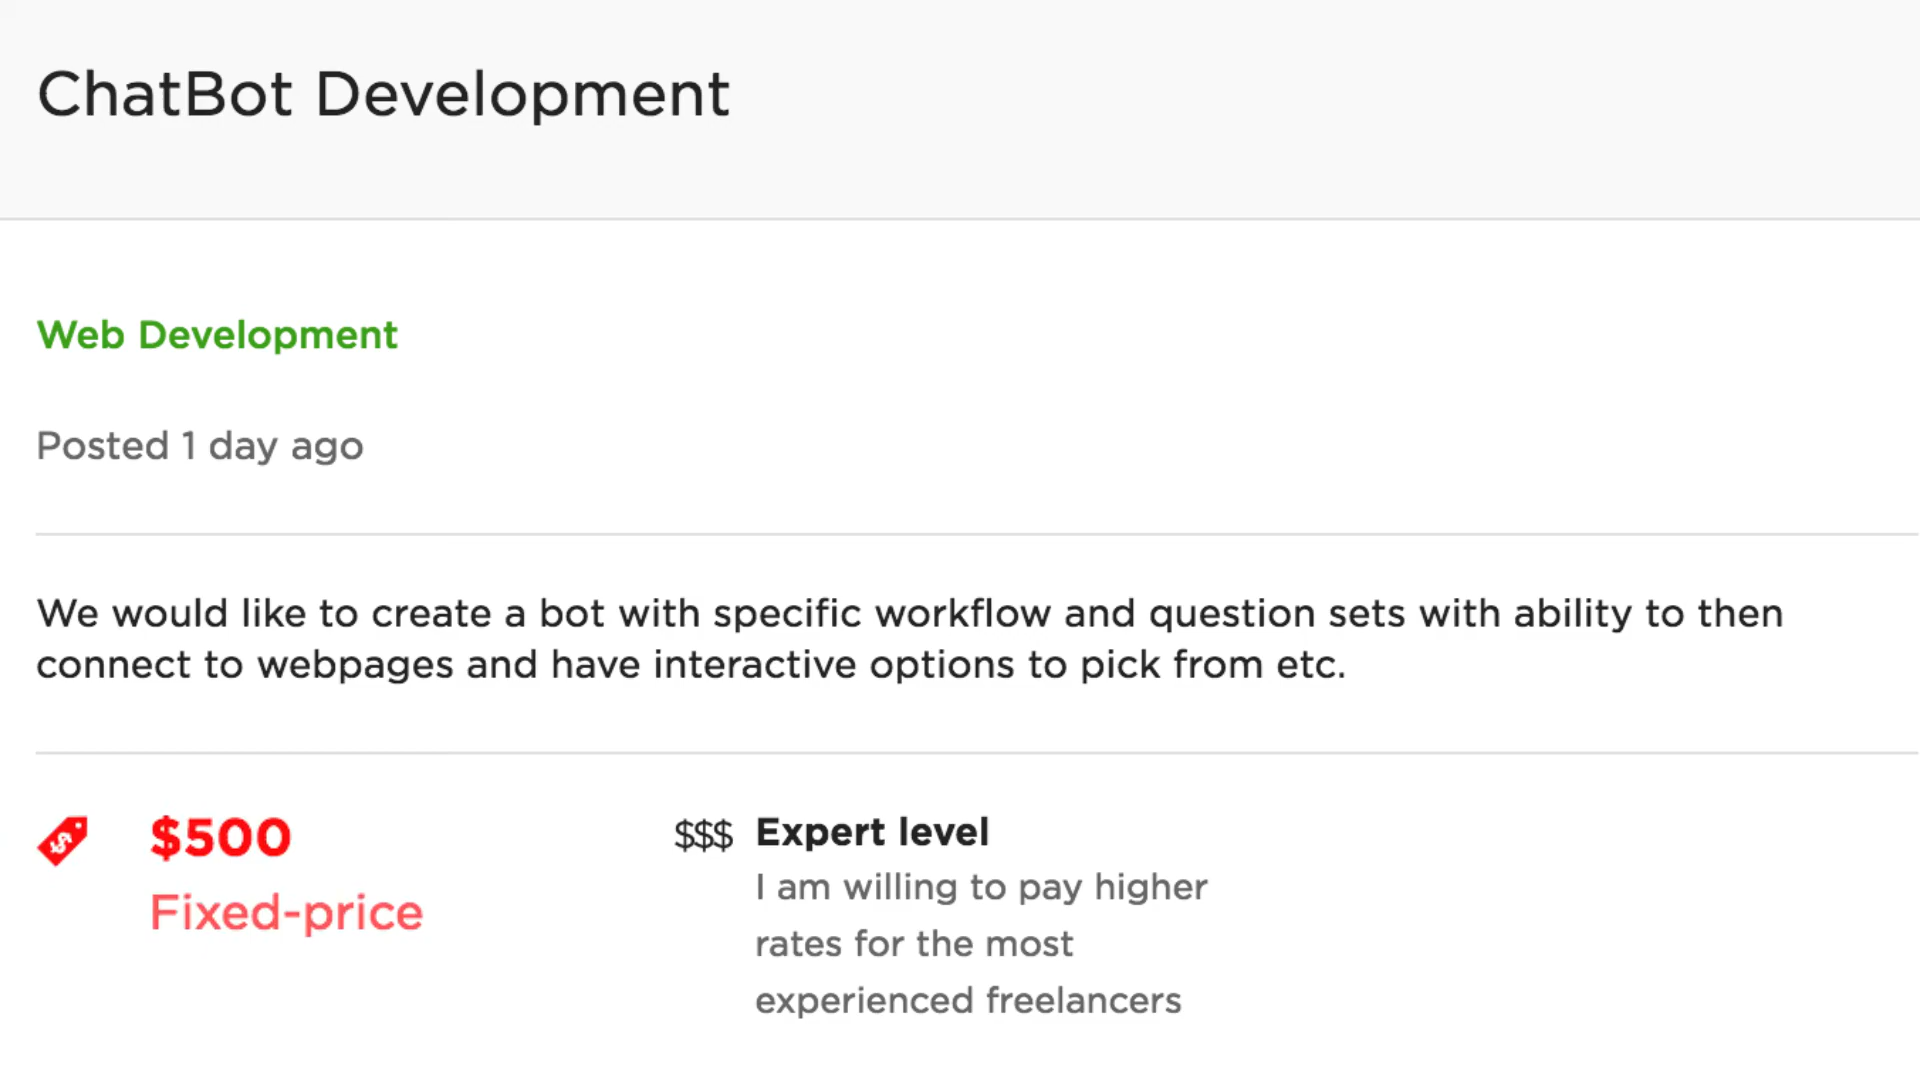 ChatBot Development
Web Development
Posted 1 day ago
We would like to create a bot with specific workflow and question sets with ability to then
connect to webpages and have interactive options to pick from etc.
$500
Fixed-price
$$$ Expert level
I am willing to pay higher
rates for the most
experienced freelancers